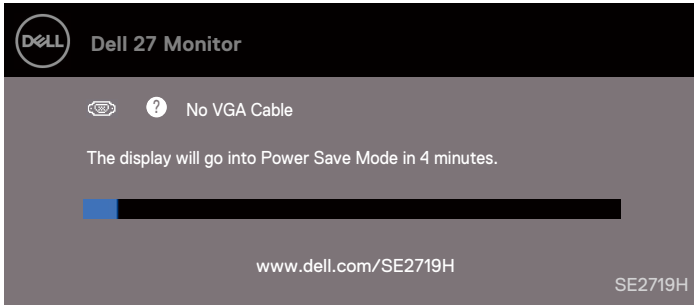 DELL
Dell 27 Monitor
? No VGA Cable
The display will go into Power Save Mode in 4 minutes.
www.dell.com/SE2719H
SE2719H